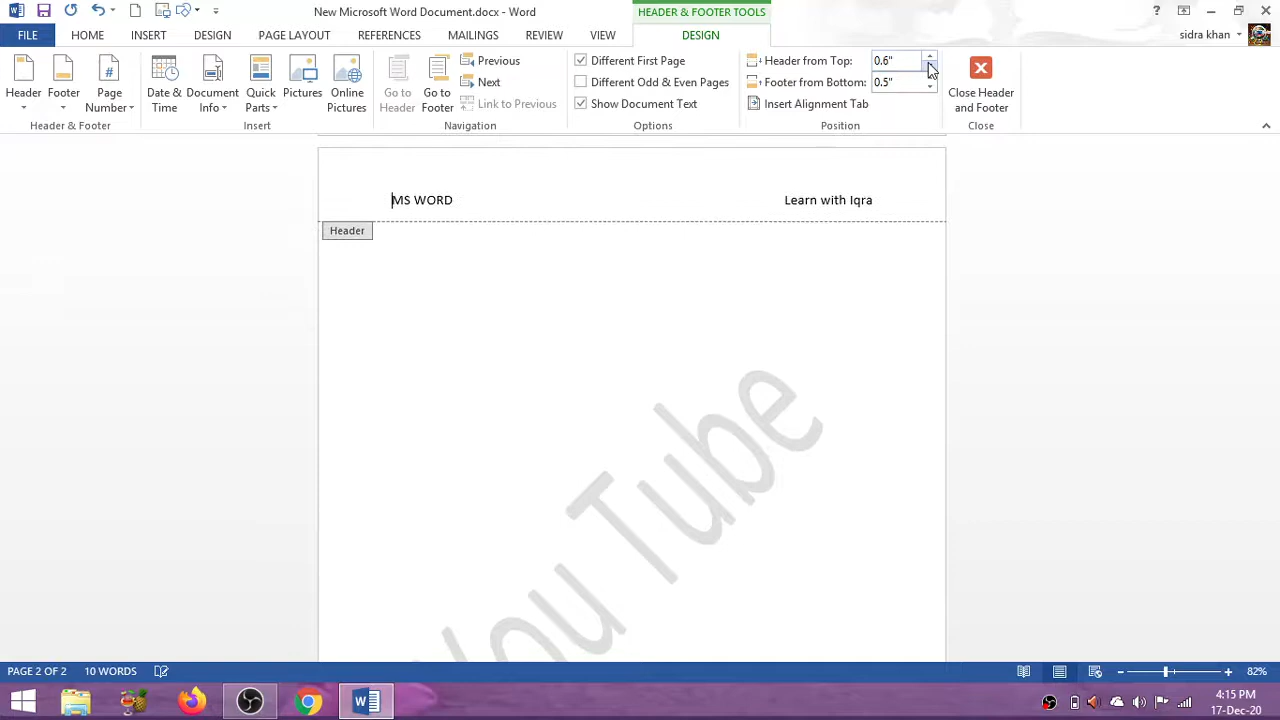 New Microsoft Word Document.docx - Word
HEADER & FOOTER TOOLS
?
FILE HOME INSERT DESIGN PAGE LAYOUT REFERENCES MAILINGS REVIEW VIEW DESIGN sidra khan
Header
Footer
Page Number
Header & Footer
Date & Time
Document Info
Quick Parts
Pictures
Online Pictures
Insert
Go to Header
Go to Footer
Previous
Next
Link to Previous
Navigation
Different First Page
Different Odd & Even Pages
Show Document Text
Options
Header from Top: 0.6"
Footer from Bottom: 0.5"
Insert Alignment Tab
Position
Close Header and Footer
Close
MS WORD Learn with Iqra
Header
You Tube
PAGE 2 OF 2 10 WORDS 82%
4:15 PM
17-Dec-20